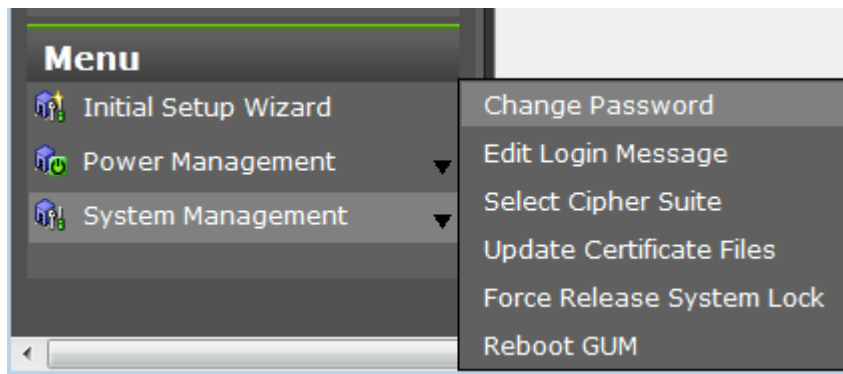 Menu
Initial Setup Wizard
Power Management
System Management
Change Password
Edit Login Message
Select Cipher Suite
Update Certificate Files
Force Release System Lock
Reboot GUM